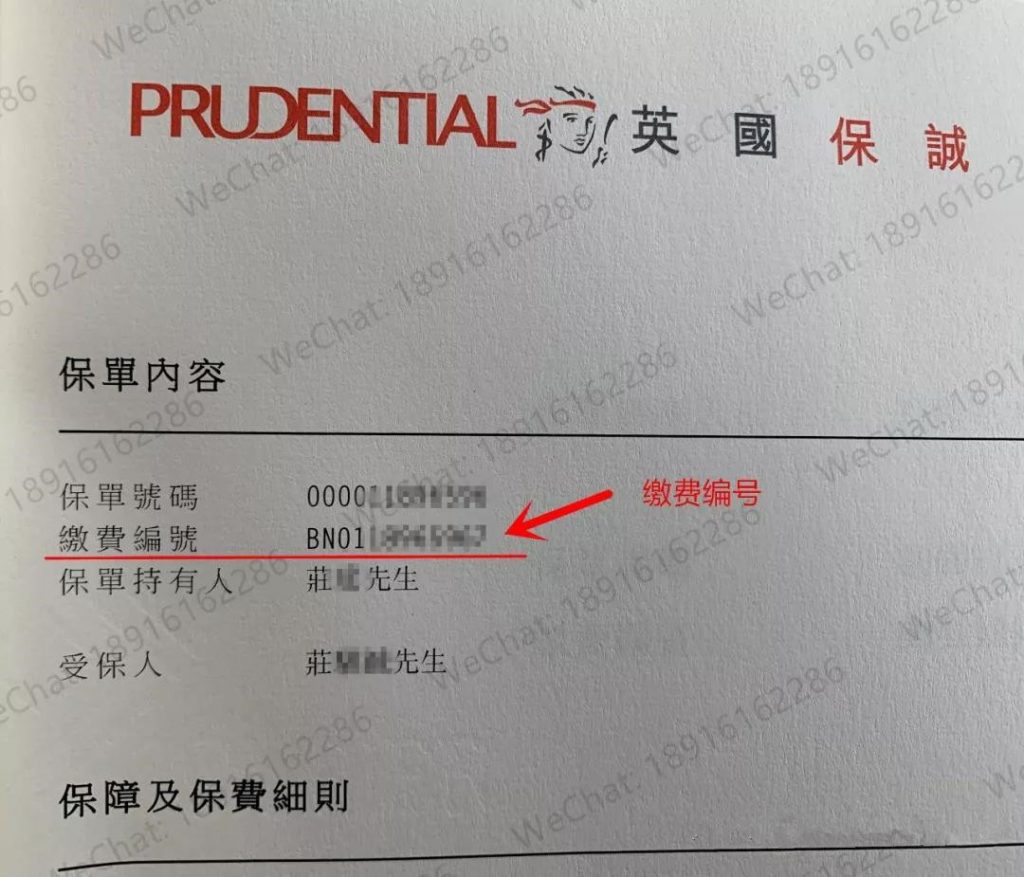 PRUDENTIAL 英國保誠
保單內容
保單號碼 0000
繳費編號 BN01
缴费编号
保單持有人 莊 先生
受保人 莊 先生
保障及保費細則
WeChat: 18916162286